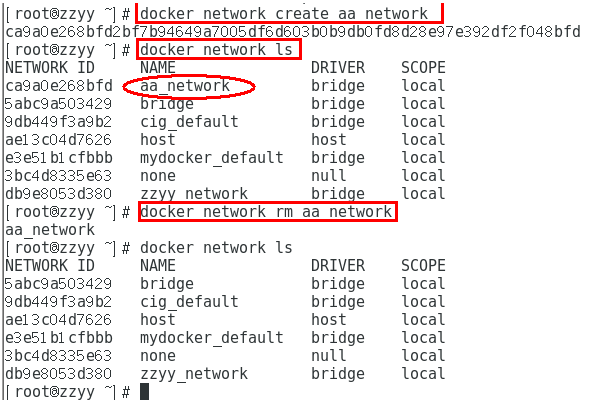 [root@zzyy ~]# docker network create aa_network
ca9a0e268bfd2bf7b94649a7005df6d603b0b9db0fd8d28e97e392df2f048bfd
[root@zzyy ~]# docker network ls
NETWORK ID NAME DRIVER SCOPE
ca9a0e268bfd aa_network bridge local
5abc9a503429 bridge bridge local
9db449f3a9b2 cig_default bridge local
ae13c04d7626 host host local
e3e51b1cfbbb mydocker_default bridge local
3bc4d8335e63 none null local
db9e8053d380 zzyy_network bridge local
[root@zzyy ~]# docker network rm aa_network
aa_network
[root@zzyy ~]# docker network ls
NETWORK ID NAME DRIVER SCOPE
5abc9a503429 bridge bridge local
9db449f3a9b2 cig_default bridge local
ae13c04d7626 host host local
e3e51b1cfbbb mydocker_default bridge local
3bc4d8335e63 none null local
db9e8053d380 zzyy_network bridge local
[root@zzyy ~]#